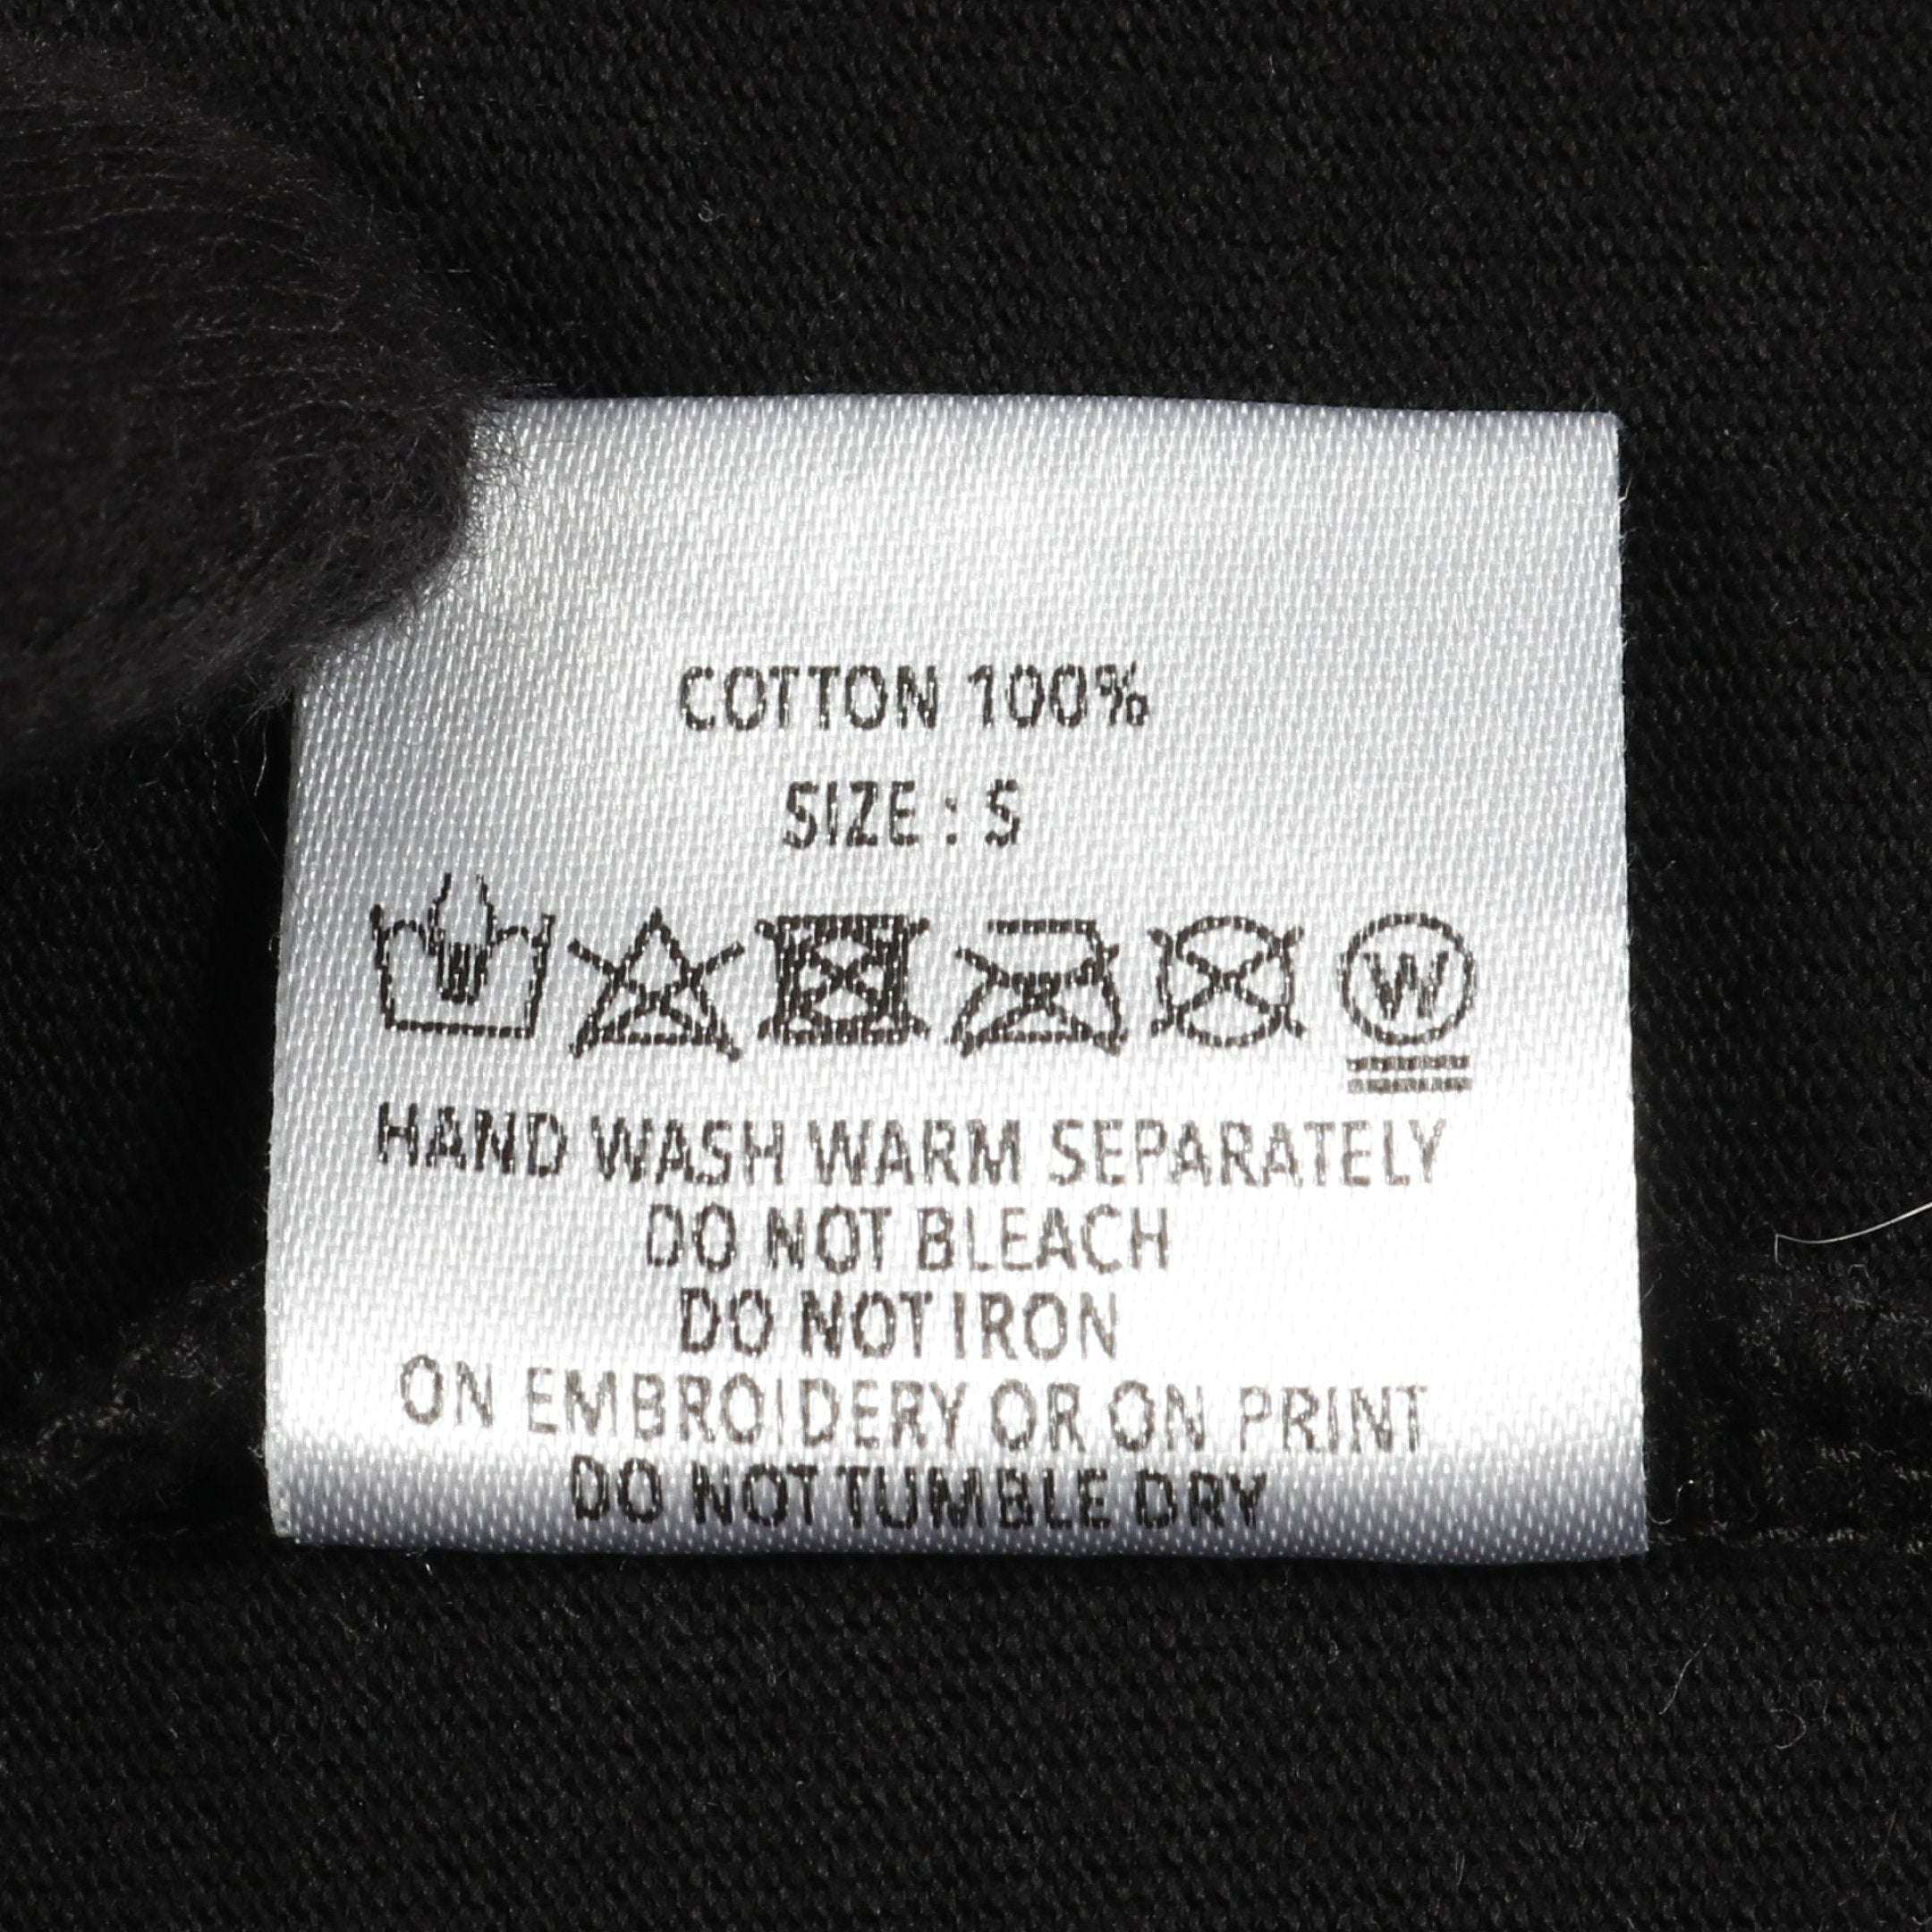 COTTON 100%
SIZE : S
W
HAND WASH WARM SEPARATELY
DO NOT BLEACH
DO NOT IRON
ON EMBROIDERY OR ON PRINT
DO NOT TUMBLE DRY